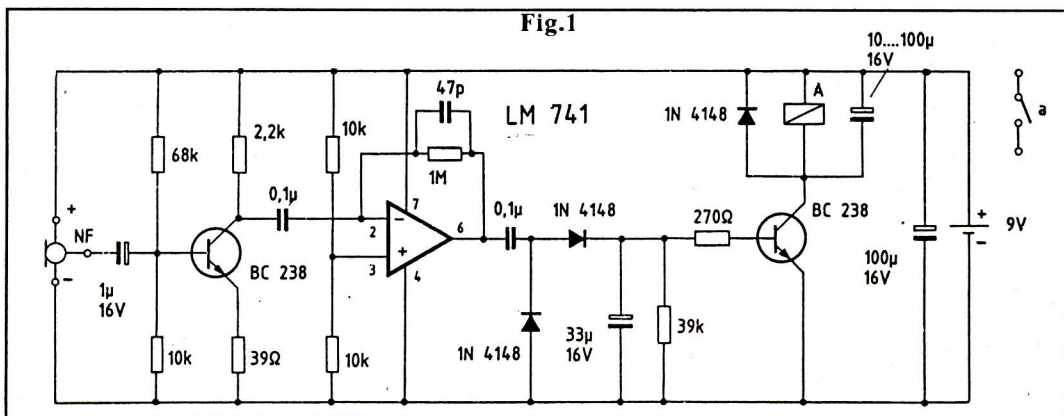 Fig.1
10....100µ
16V
47p
LM 741
A
1N 4148
a
68k
2,2k
10k
1M
0,1µ
7
+
NF
−
2
+
3
6
4
0,1µ
1N 4148
270Ω
BC 238
+
−
9V
−
BC 238
1µ
16V
100µ
16V
10k
39Ω
10k
1N 4148
33µ
16V
39k